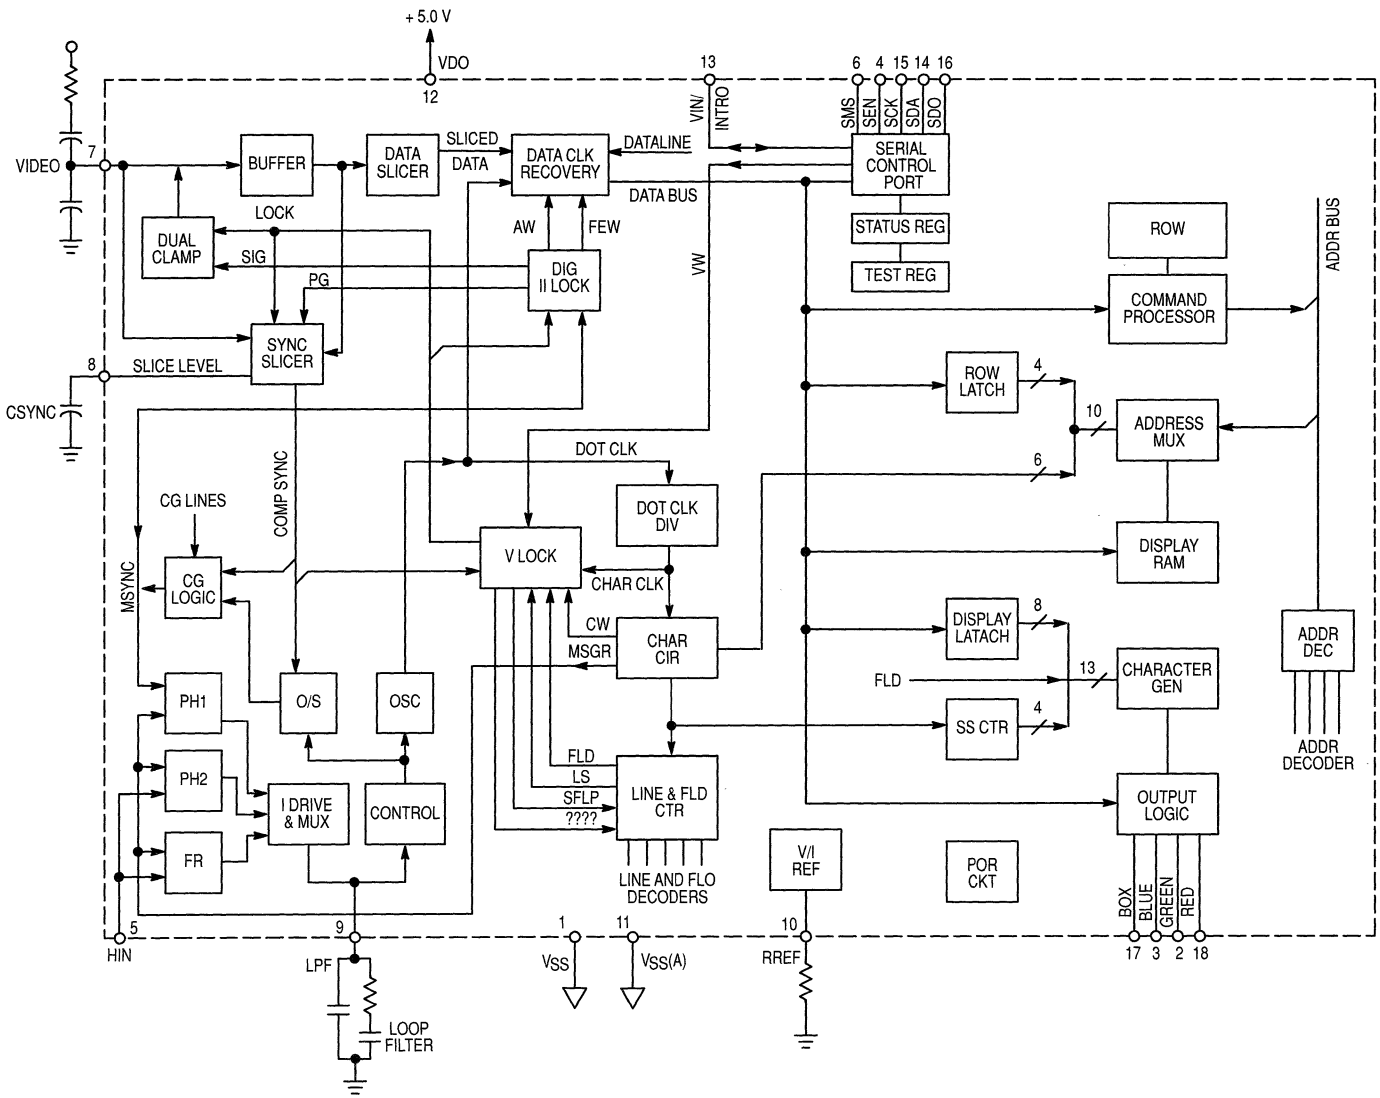 + 5.0 V
VDO
12
13
VIN/
INTRO
6
4
15
14
16
SMS
SEN
SCK
SDA
SDO
VIDEO
7
BUFFER
DATA
SLICER
SLICED
DATA
DATA CLK
RECOVERY
DATALINE
SERIAL
CONTROL
PORT
DATA BUS
LOCK
DUAL
CLAMP
SIG
PG
AW
FEW
DIG
II LOCK
VW
STATUS REG
TEST REG
ROW
ADDR BUS
COMMAND
PROCESSOR
SYNC
SLICER
8
SLICE LEVEL
CSYNC
ROW
LATCH
4
10
ADDRESS
MUX
6
DOT CLK
COMP SYNC
CG LINES
DOT CLK
DIV
V LOCK
CHAR CLK
DISPLAY
RAM
MSYNC
CG
LOGIC
CW
MSGR
CHAR
CIR
DISPLAY
LATACH
8
ADDR
DEC
FLD
13
CHARACTER
GEN
PH1
O/S
OSC
SS CTR
4
ADDR
DECODER
PH2
I DRIVE
& MUX
CONTROL
FLD
LS
SFLP
????
LINE & FLD
CTR
OUTPUT
LOGIC
FR
LINE AND FLO
DECODERS
V/I
REF
POR
CKT
BOX
BLUE
GREEN
RED
5
HIN
9
LPF
1
VSS
11
VSS(A)
10
RREF
17
3
2
18
LOOP
FILTER